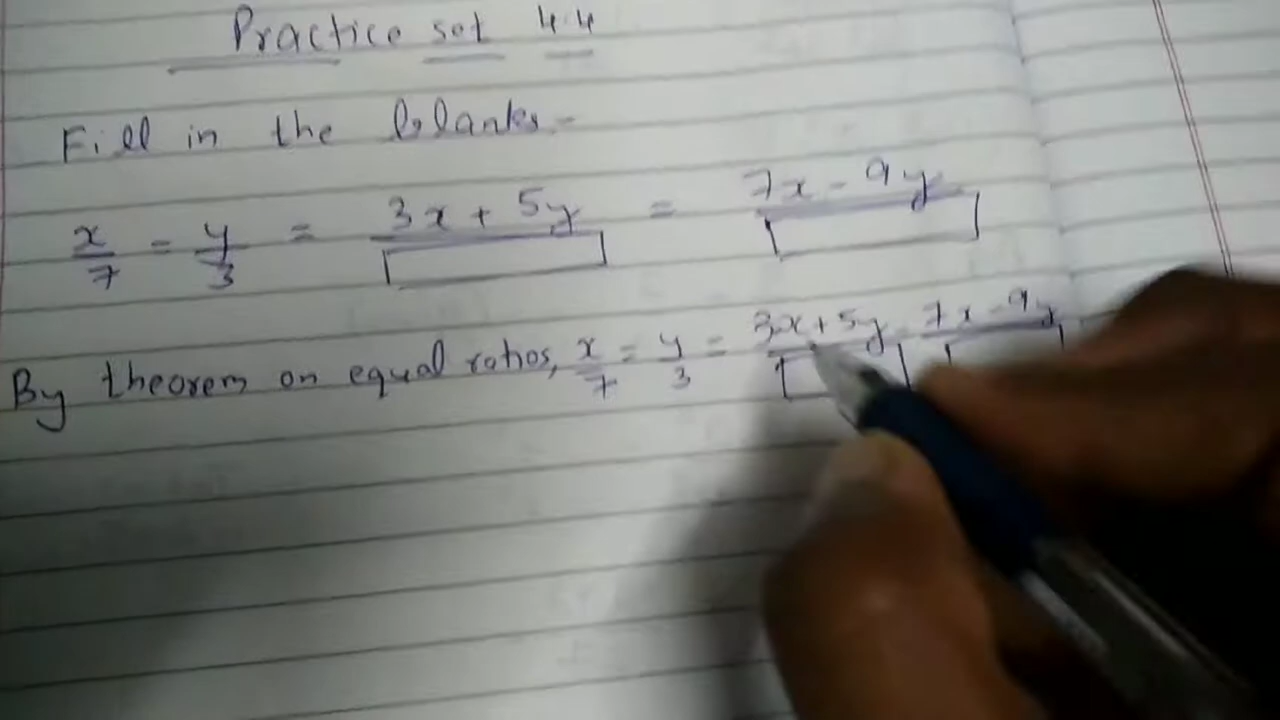 Practice set 4.4
Fill in the blanks -
x/7 = y/3 = 3x + 5y/□ = 7x - 9y/□
By theorem on equal ratios, x/7 = y/3 = 3x + 5y/□ = 7x - 9y/□